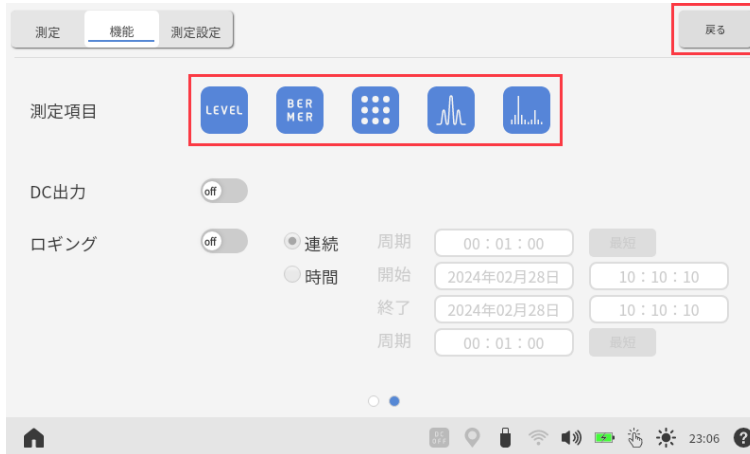 測定 機能 測定設定 戻る
測定項目 LEVEL BER
MER
DC出力 off
ロギング off 連続 周期 00：01：00 最短
時間 開始 2024年02月28日 10：10：10
終了 2024年02月28日 10：10：10
周期 00：01：00 最短
DC
OFF 23:06 ?